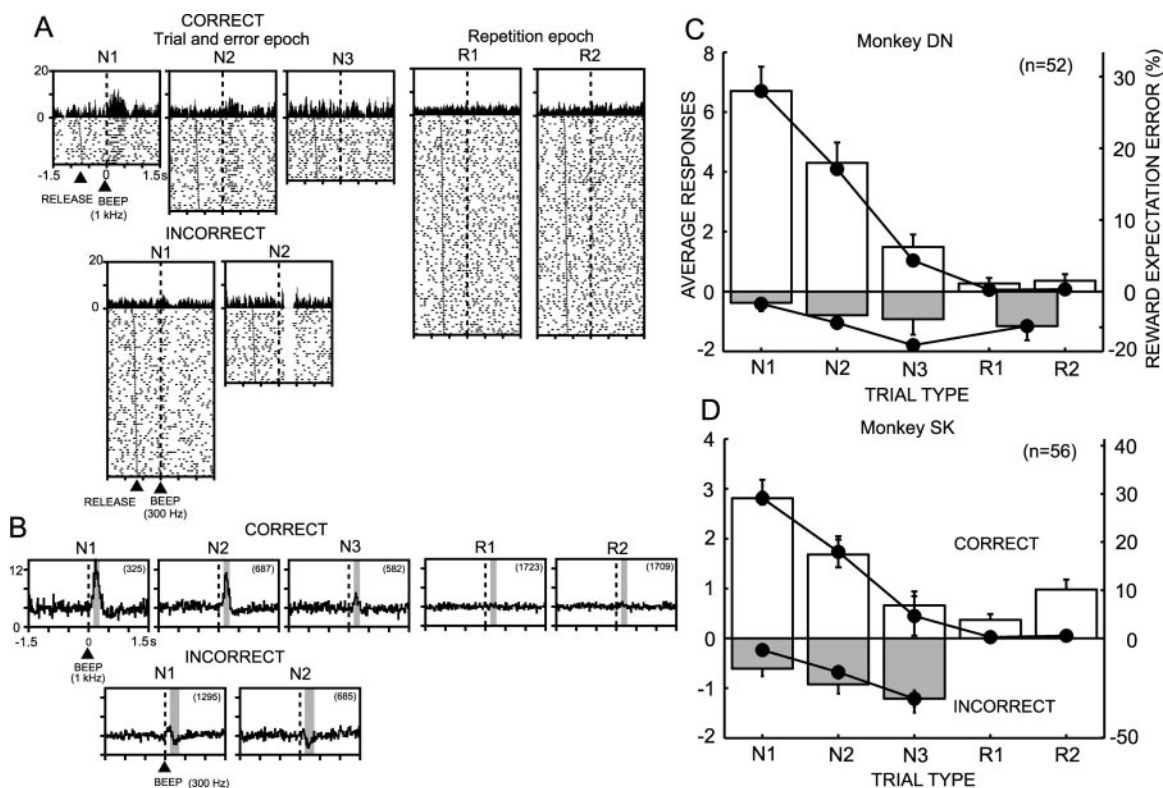 A
CORRECT
Trial and error epoch
Repetition epoch
N1 N2 N3 R1 R2
20
0
-1.5 0 1.5s
RELEASE BEEP
(1 kHz)
INCORRECT
N1 N2
20
0
RELEASE BEEP
(300 Hz)
B
CORRECT
N1 N2 N3 R1 R2
(325) (687) (582) (1723) (1709)
12
0
-1.5 0 1.5s
BEEP
(1 kHz)
INCORRECT
N1 N2
(1295) (685)
BEEP (300 Hz)
C
Monkey DN
(n=52)
AVERAGE RESPONSES
8
6
4
2
0
-2
REWARD EXPECTATION ERROR (%)
30
20
10
0
-20
N1 N2 N3 R1 R2
TRIAL TYPE
D
Monkey SK
(n=56)
4
3
2
1
0
-1
-2
40
30
20
10
0
-50
CORRECT
INCORRECT
N1 N2 N3 R1 R2
TRIAL TYPE